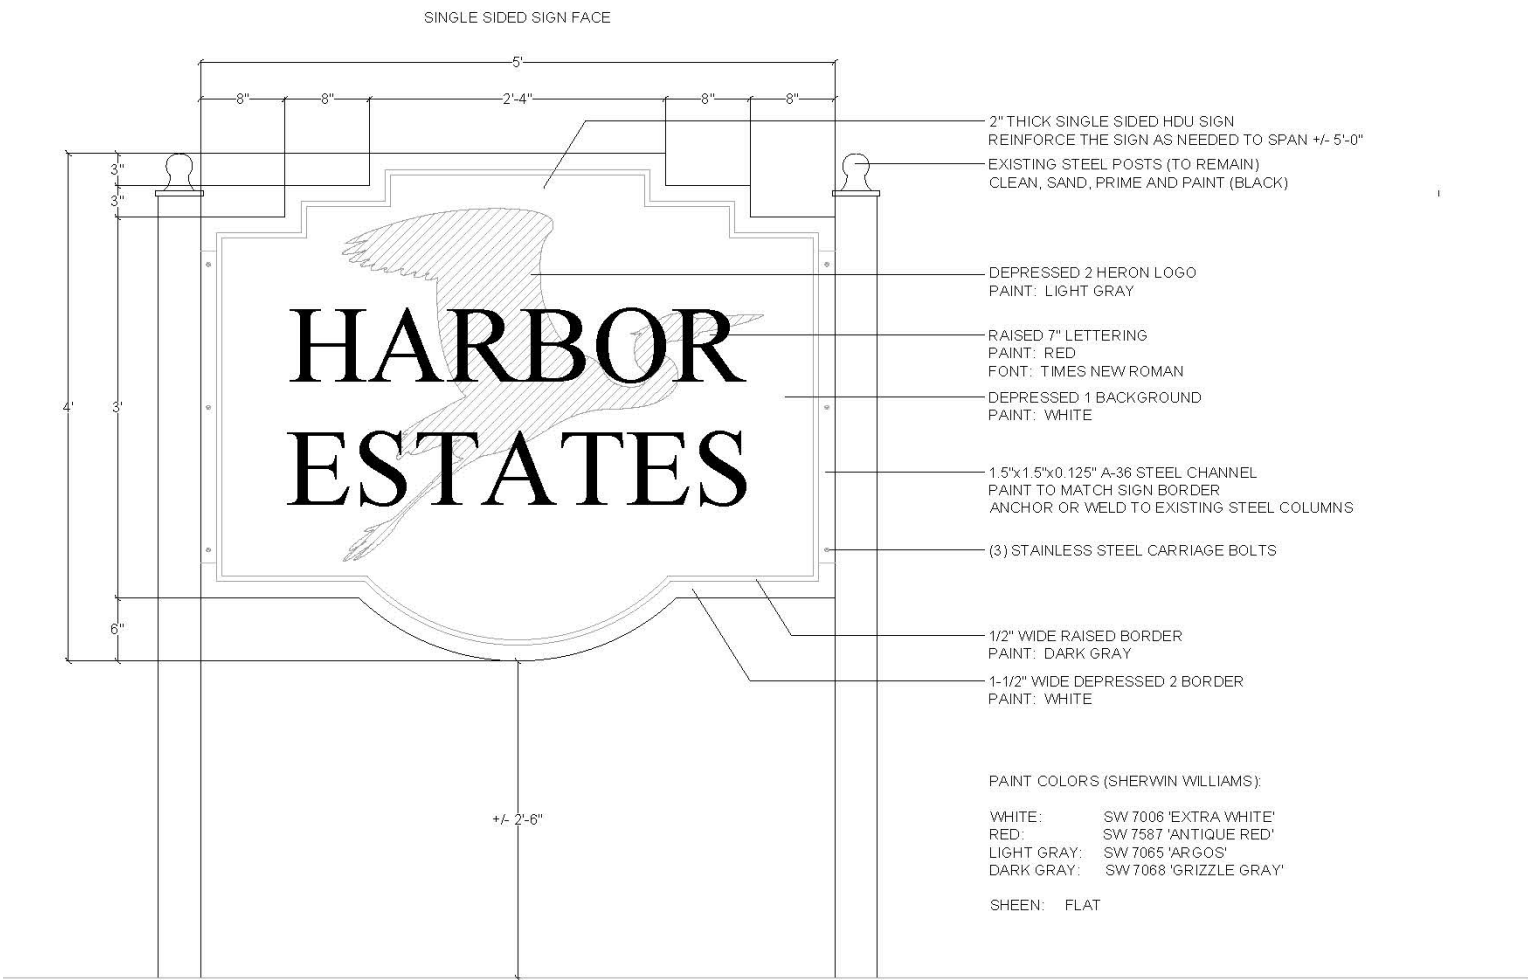 SINGLE SIDED SIGN FACE
5'
8" 8" 2'-4" 8" 8"
2" THICK SINGLE SIDED HDU SIGN
REINFORCE THE SIGN AS NEEDED TO SPAN +/- 5'-0"
EXISTING STEEL POSTS (TO REMAIN)
CLEAN, SAND, PRIME AND PAINT (BLACK)
3"
3"
4'
3'
6"
HARBOR
ESTATES
DEPRESSED 2 HERON LOGO
PAINT: LIGHT GRAY
RAISED 7" LETTERING
PAINT: RED
FONT: TIMES NEW ROMAN
DEPRESSED 1 BACKGROUND
PAINT: WHITE
1.5"x1.5"x0.125" A-36 STEEL CHANNEL
PAINT TO MATCH SIGN BORDER
ANCHOR OR WELD TO EXISTING STEEL COLUMNS
(3) STAINLESS STEEL CARRIAGE BOLTS
1/2" WIDE RAISED BORDER
PAINT: DARK GRAY
1-1/2" WIDE DEPRESSED 2 BORDER
PAINT: WHITE
+/- 2'-6"
PAINT COLORS (SHERWIN WILLIAMS):
WHITE: SW 7006 'EXTRA WHITE'
RED: SW 7587 'ANTIQUE RED'
LIGHT GRAY: SW 7065 'ARGOS'
DARK GRAY: SW 7068 'GRIZZLE GRAY'
SHEEN: FLAT